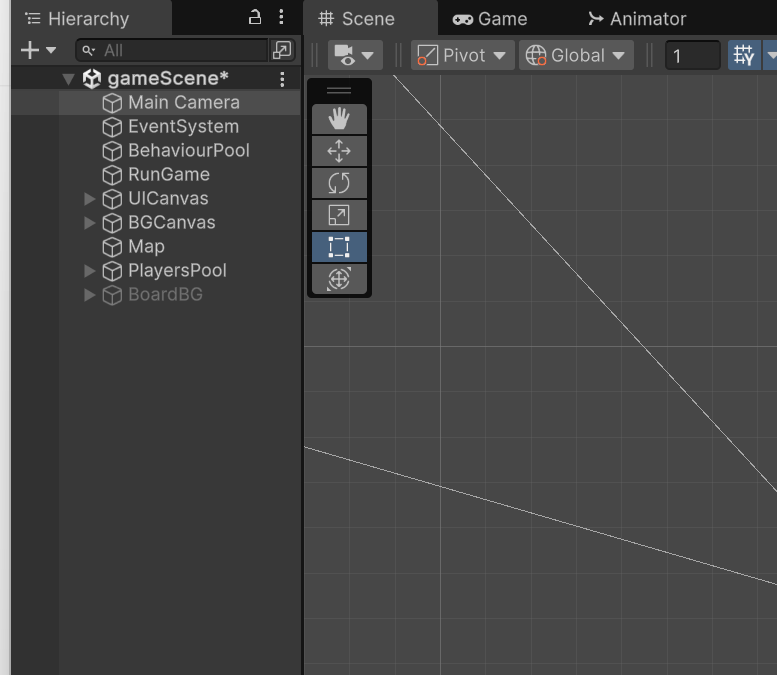 Hierarchy
Scene
Game
Animator
All
Pivot
Global
1
gameScene*
Main Camera
EventSystem
BehaviourPool
RunGame
UICanvas
BGCanvas
Map
PlayersPool
BoardBG